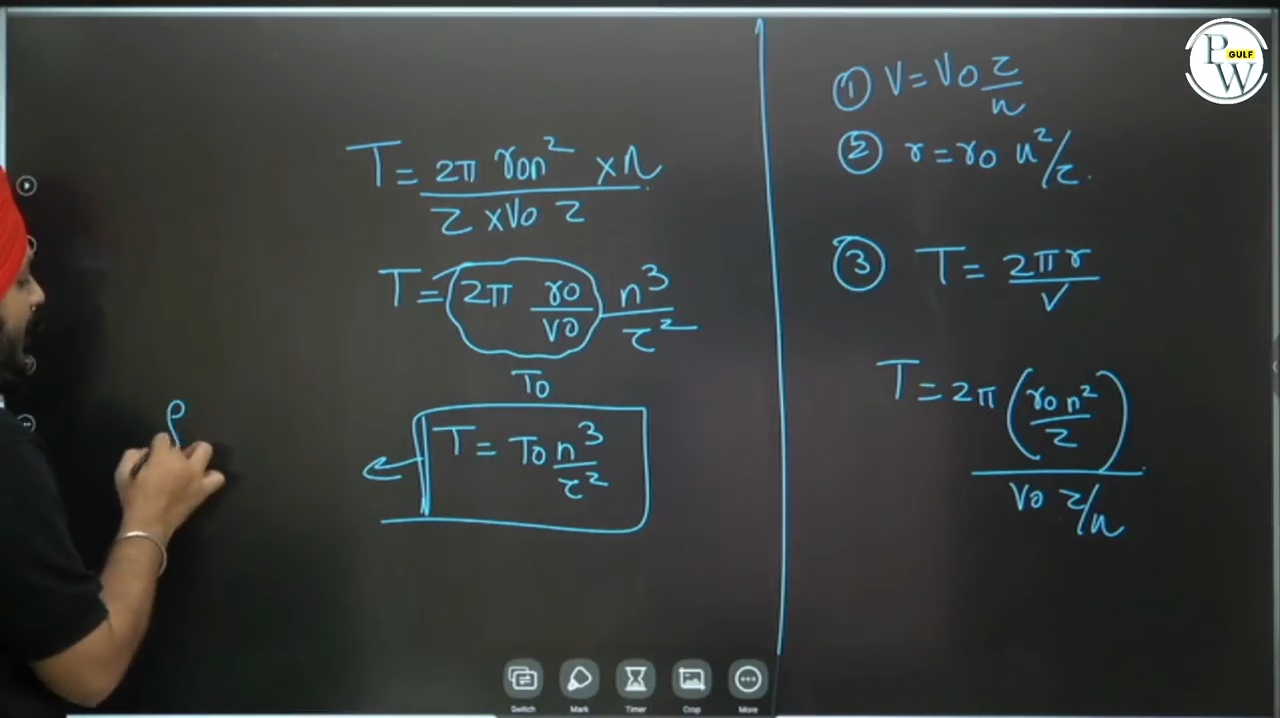 T = 2π r₀n² × n / Z × V₀ Z
T = 2π r₀/V₀ n³/Z²
T₀
T = T₀ n³/Z²
① V = V₀ Z/n
② r = r₀ n²/Z.
③ T = 2πr/V
T = 2π (r₀ n²/Z) / V₀ Z/n
P W GULF
Switch
Mark
Timer
Crop
More